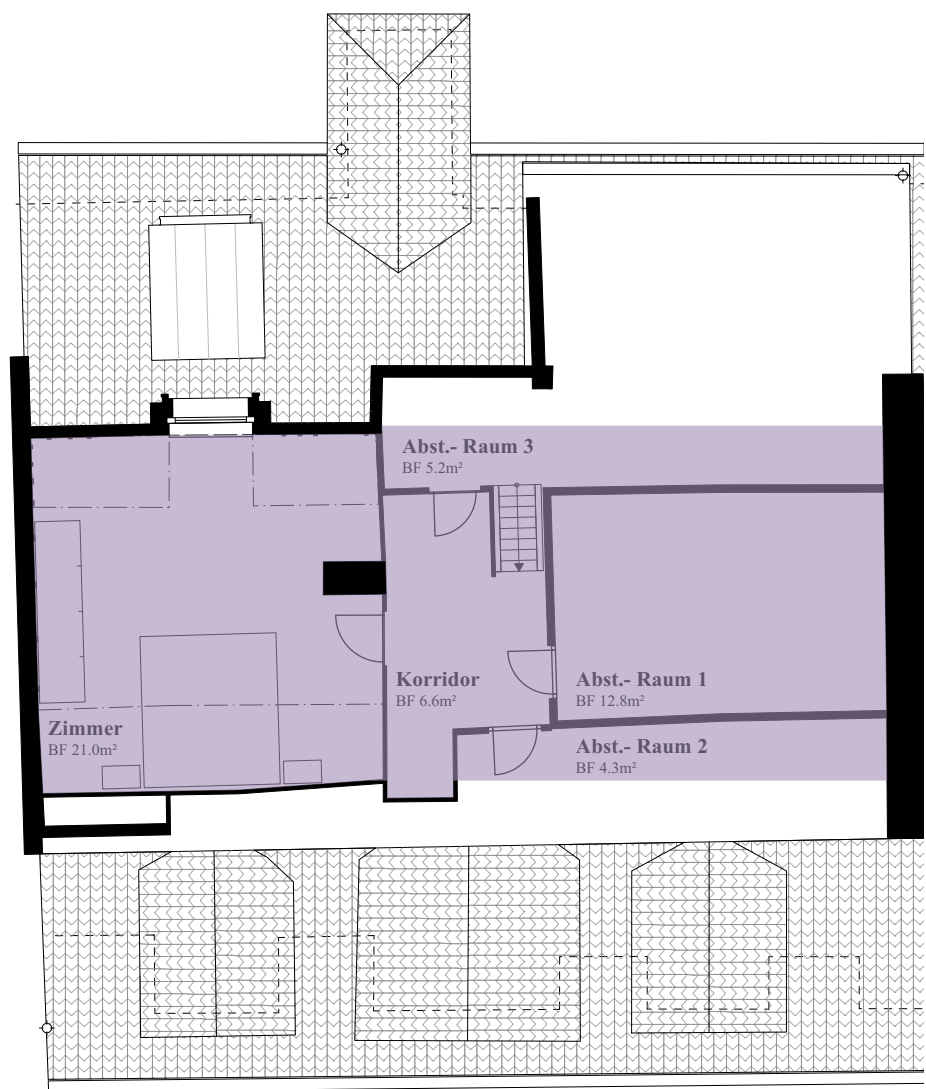 Abst.- Raum 3
BF 5.2m²
Korridor
BF 6.6m²
Abst.- Raum 1
BF 12.8m²
Zimmer
BF 21.0m²
Abst.- Raum 2
BF 4.3m²